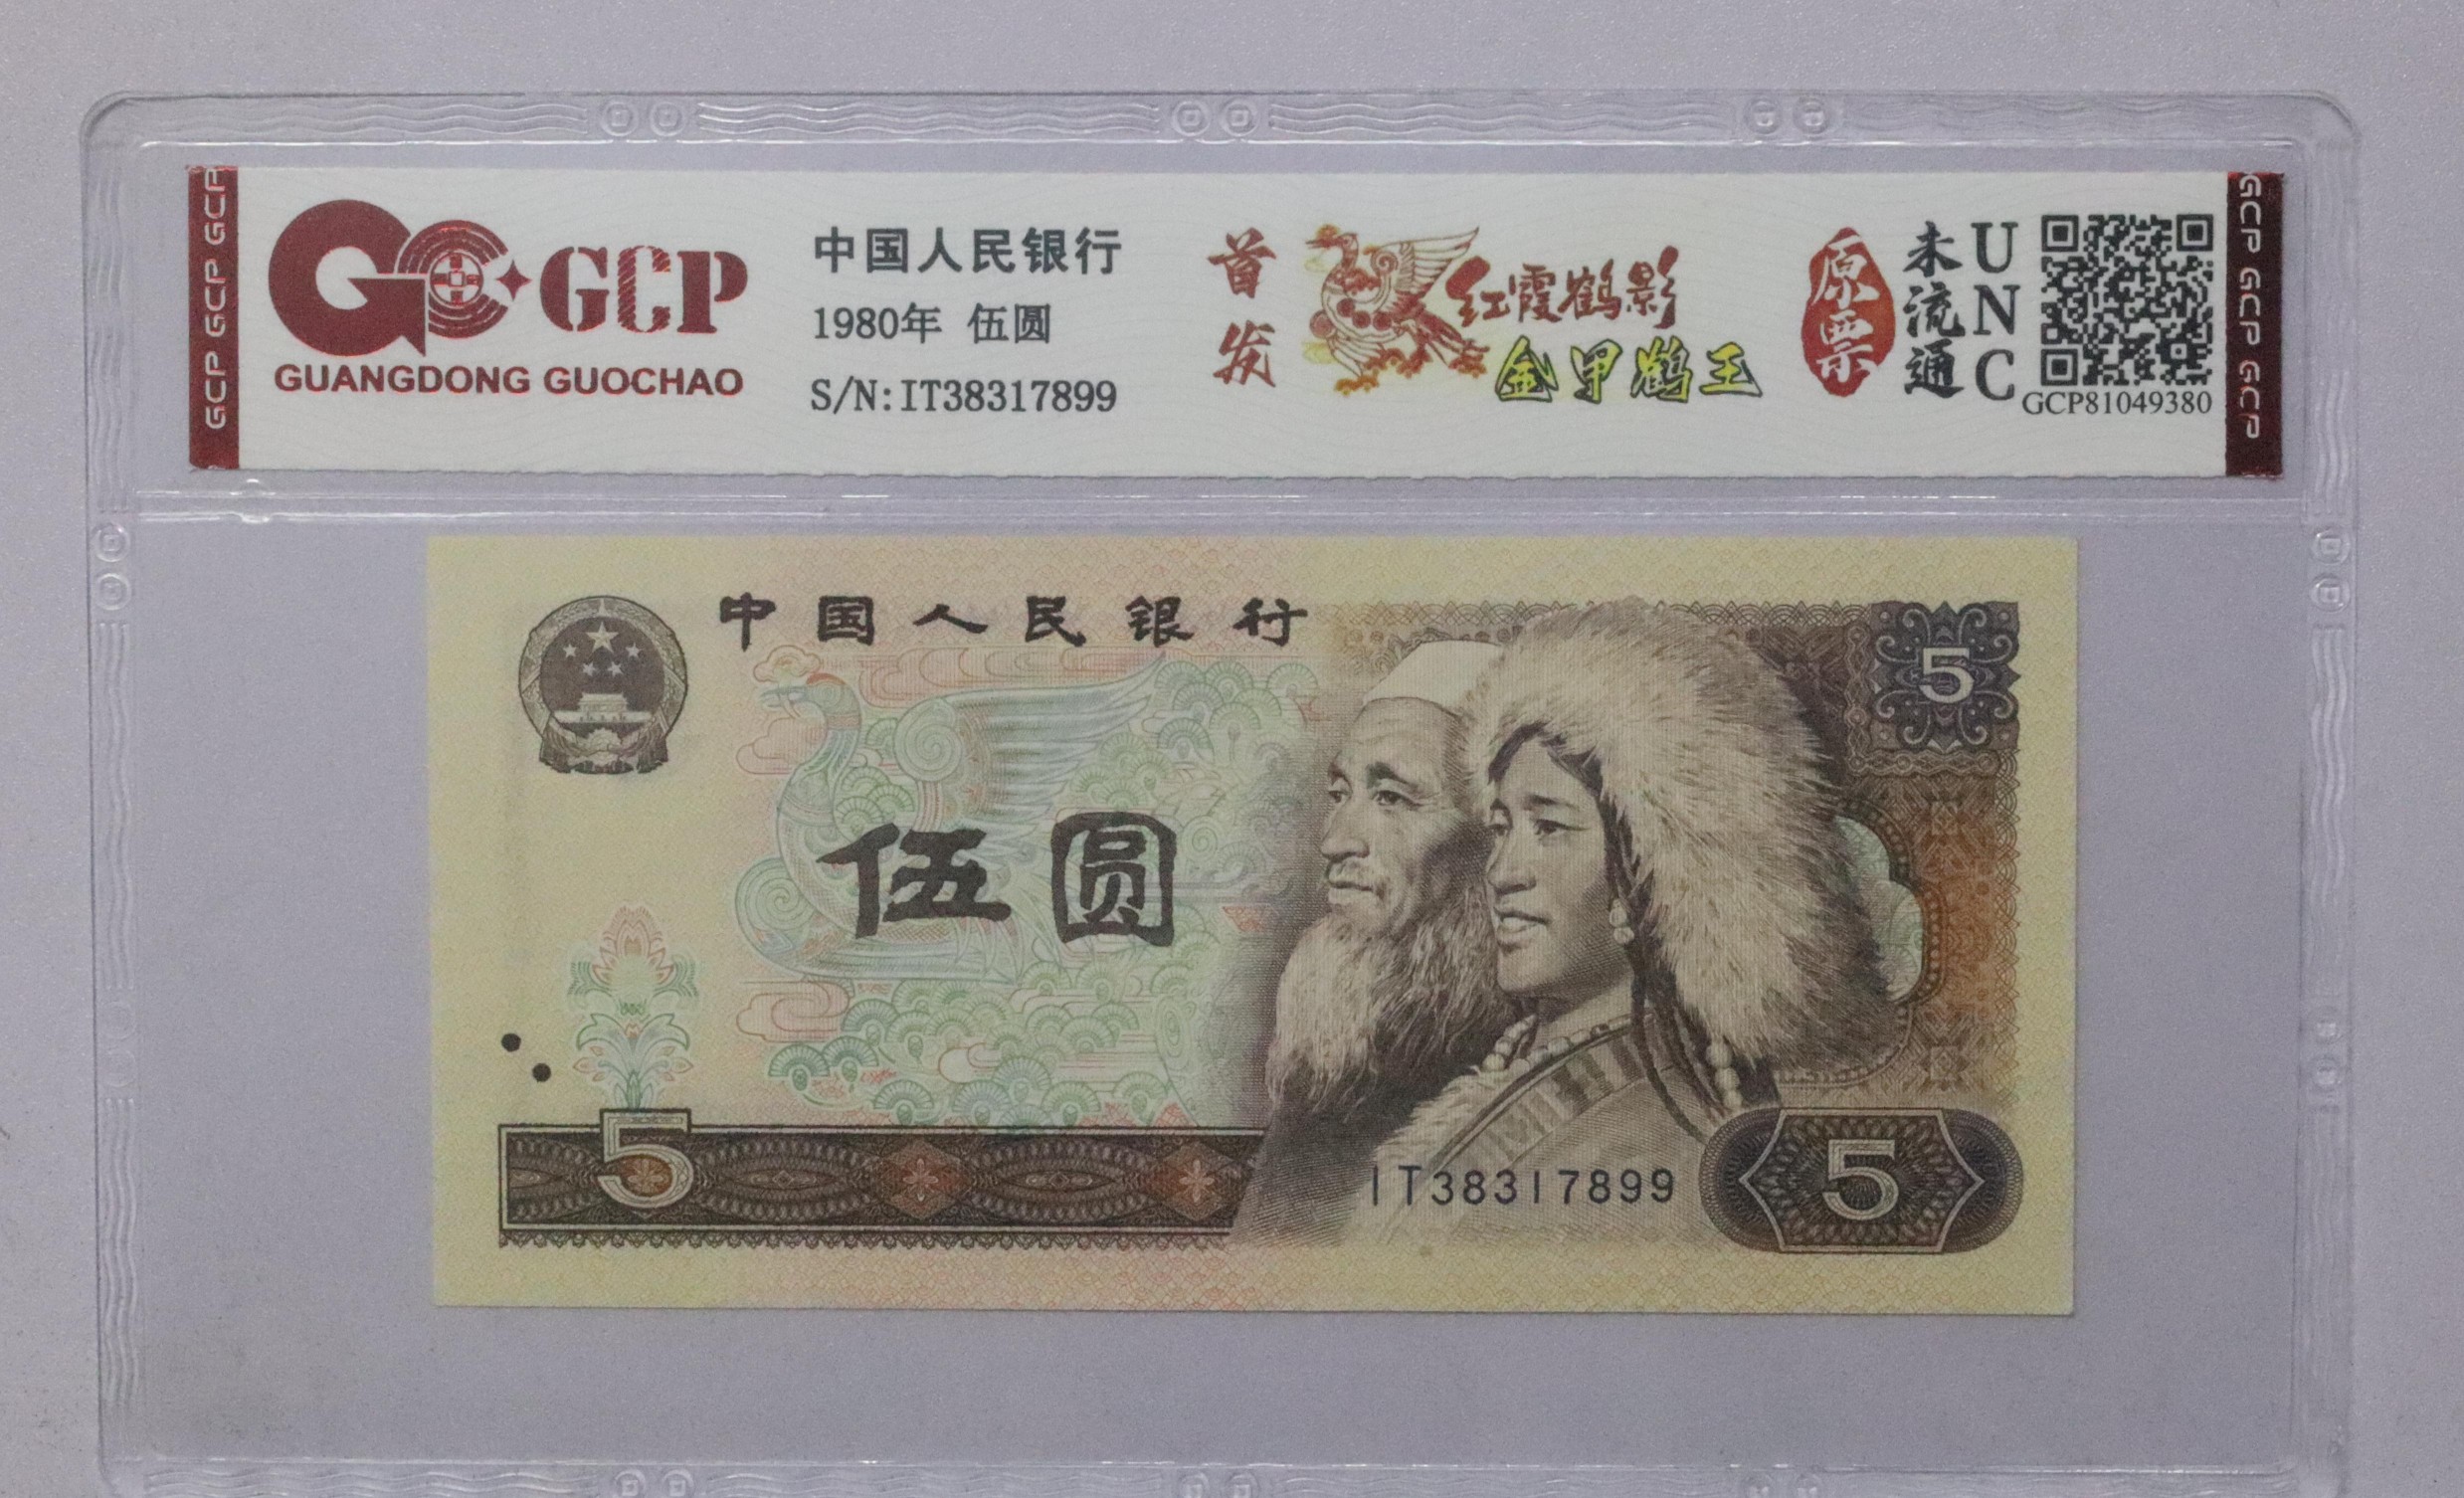 GCP GCP GCP
GCP
GUANGDONG GUOCHAO
中国人民银行
1980年 伍圆
S/N:IT38317899
首发
红霞鹤影
金甲鹤王
原票
未流通
UNC
GCP81049380
GCP GCP GCP
中国人民银行
5
伍圆
5
IT38317899
5